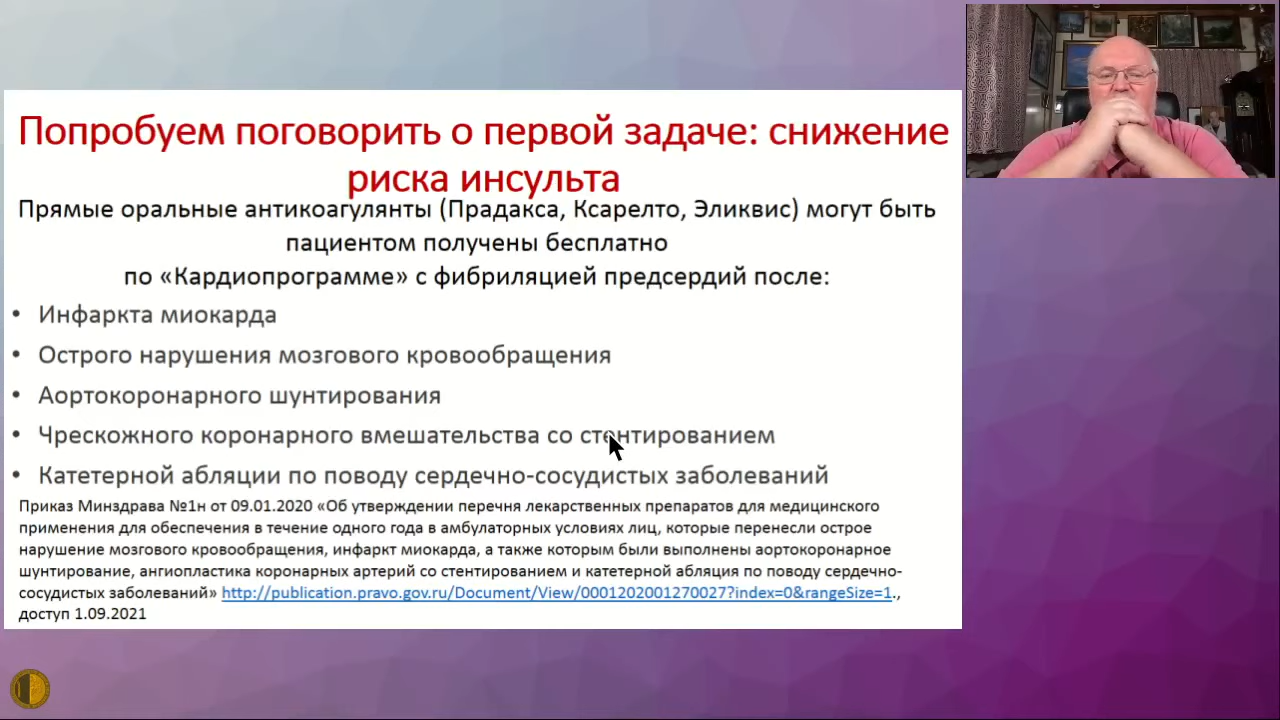 Попробуем поговорить о первой задаче: снижение
риска инсульта
Прямые оральные антикоагулянты (Прадакса, Ксарелто, Эликвис) могут быть
пациентом получены бесплатно
по «Кардиопрограмме» с фибриляцией предсердий после:
• Инфаркта миокарда
• Острого нарушения мозгового кровообращения
• Аортокоронарного шунтирования
• Чрескожного коронарного вмешательства со стентированием
• Катетерной абляции по поводу сердечно-сосудистых заболеваний
Приказ Минздрава №1н от 09.01.2020 «Об утверждении перечня лекарственных препаратов для медицинского
применения для обеспечения в течение одного года в амбулаторных условиях лиц, которые перенесли острое
нарушение мозгового кровообращения, инфаркт миокарда, а также которым были выполнены аортокоронарное
шунтирование, ангиопластика коронарных артерий со стентированием и катетерной абляция по поводу сердечно-
сосудистых заболеваний» http://publication.pravo.gov.ru/Document/View/0001202001270027?index=0&rangeSize=1.,
доступ 1.09.2021